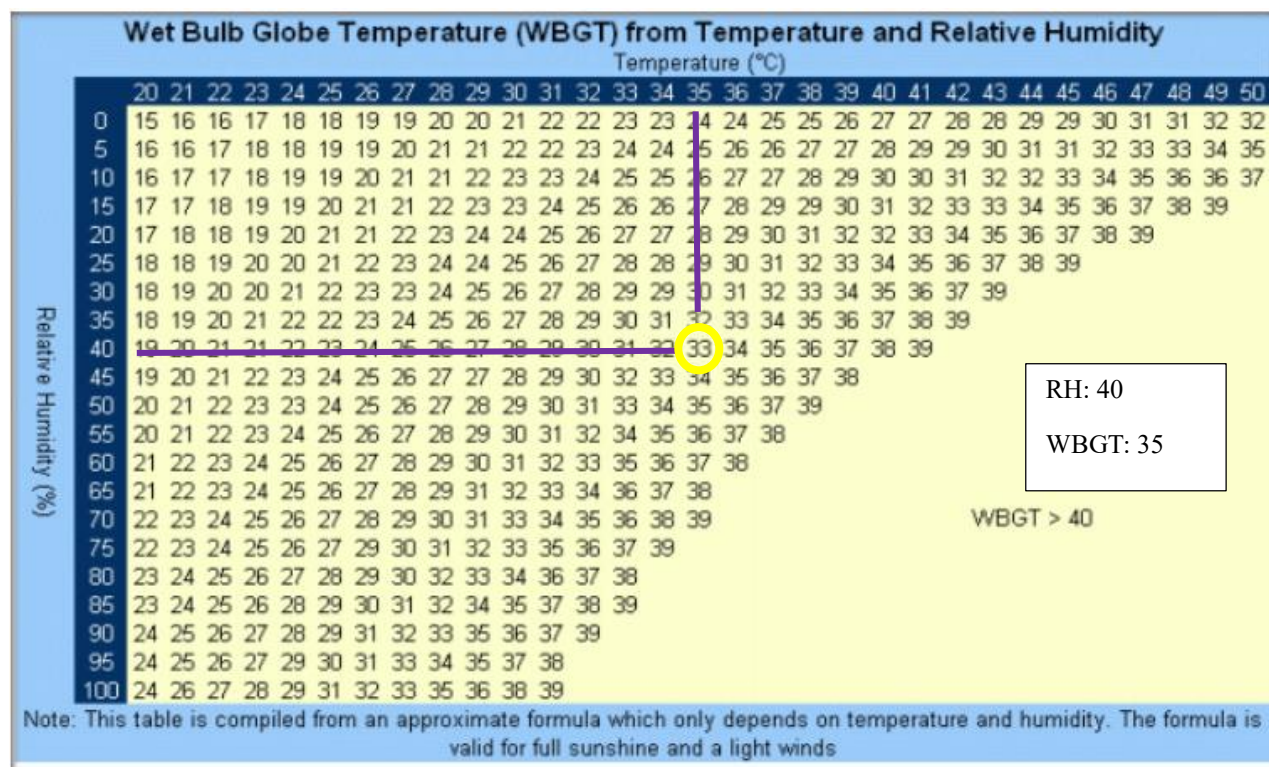 Wet Bulb Globe Temperature (WBGT) from Temperature and Relative Humidity
Temperature (°C)
20 21 22 23 24 25 26 27 28 29 30 31 32 33 34 35 36 37 38 39 40 41 42 43 44 45 46 47 48 49 50
Relative Humidity (%)
0 15 16 16 17 18 18 19 19 20 20 21 22 22 23 23 24 24 25 25 26 27 27 28 28 29 29 30 31 31 32 32
5 16 16 17 18 18 19 19 20 21 21 22 22 23 24 24 25 26 26 27 27 28 29 29 30 31 31 32 33 33 34 35
10 16 17 17 18 19 19 20 21 21 22 23 23 24 25 25 26 27 27 28 29 30 30 31 32 32 33 34 35 36 36 37
15 17 17 18 19 19 20 21 21 22 23 23 24 25 26 26 27 28 29 29 30 31 32 33 33 34 35 36 37 38 39
20 17 18 18 19 20 21 21 22 23 24 24 25 26 27 27 28 29 30 31 32 32 33 34 35 36 37 38 39
25 18 18 19 20 20 21 22 23 24 24 25 26 27 28 28 29 30 31 32 33 34 35 36 37 38 39
30 18 19 20 20 21 22 23 23 24 25 26 27 28 29 29 30 31 32 33 34 35 36 37 39
35 18 19 20 21 22 22 23 24 25 26 27 28 29 30 31 32 33 34 35 36 37 38 39
40 19 20 21 21 22 23 24 25 26 27 28 29 30 31 32 33 34 35 36 37 38 39
45 19 20 21 22 23 24 25 26 27 27 28 29 30 32 33 34 35 36 37 38
50 20 21 22 23 23 24 25 26 27 28 29 30 31 33 34 35 36 37 39
55 20 21 22 23 24 25 26 27 28 29 30 31 32 34 35 36 37 38
60 21 22 23 24 25 26 27 28 29 30 31 32 33 35 36 37 38
65 21 22 23 24 25 26 27 28 29 31 32 33 34 36 37 38
70 22 23 24 25 26 27 28 29 30 31 33 34 35 36 38 39
75 22 23 24 25 26 27 29 30 31 32 33 35 36 37 39
80 23 24 25 26 27 28 29 30 32 33 34 36 37 38
85 23 24 25 26 28 29 30 31 32 34 35 37 38 39
90 24 25 26 27 28 29 31 32 33 35 36 37 39
95 24 25 26 27 29 30 31 33 34 35 37 38
100 24 26 27 28 29 31 32 33 35 36 38 39
RH: 40
WBGT: 35
WBGT > 40
Note: This table is compiled from an approximate formula which only depends on temperature and humidity. The formula is
valid for full sunshine and a light winds